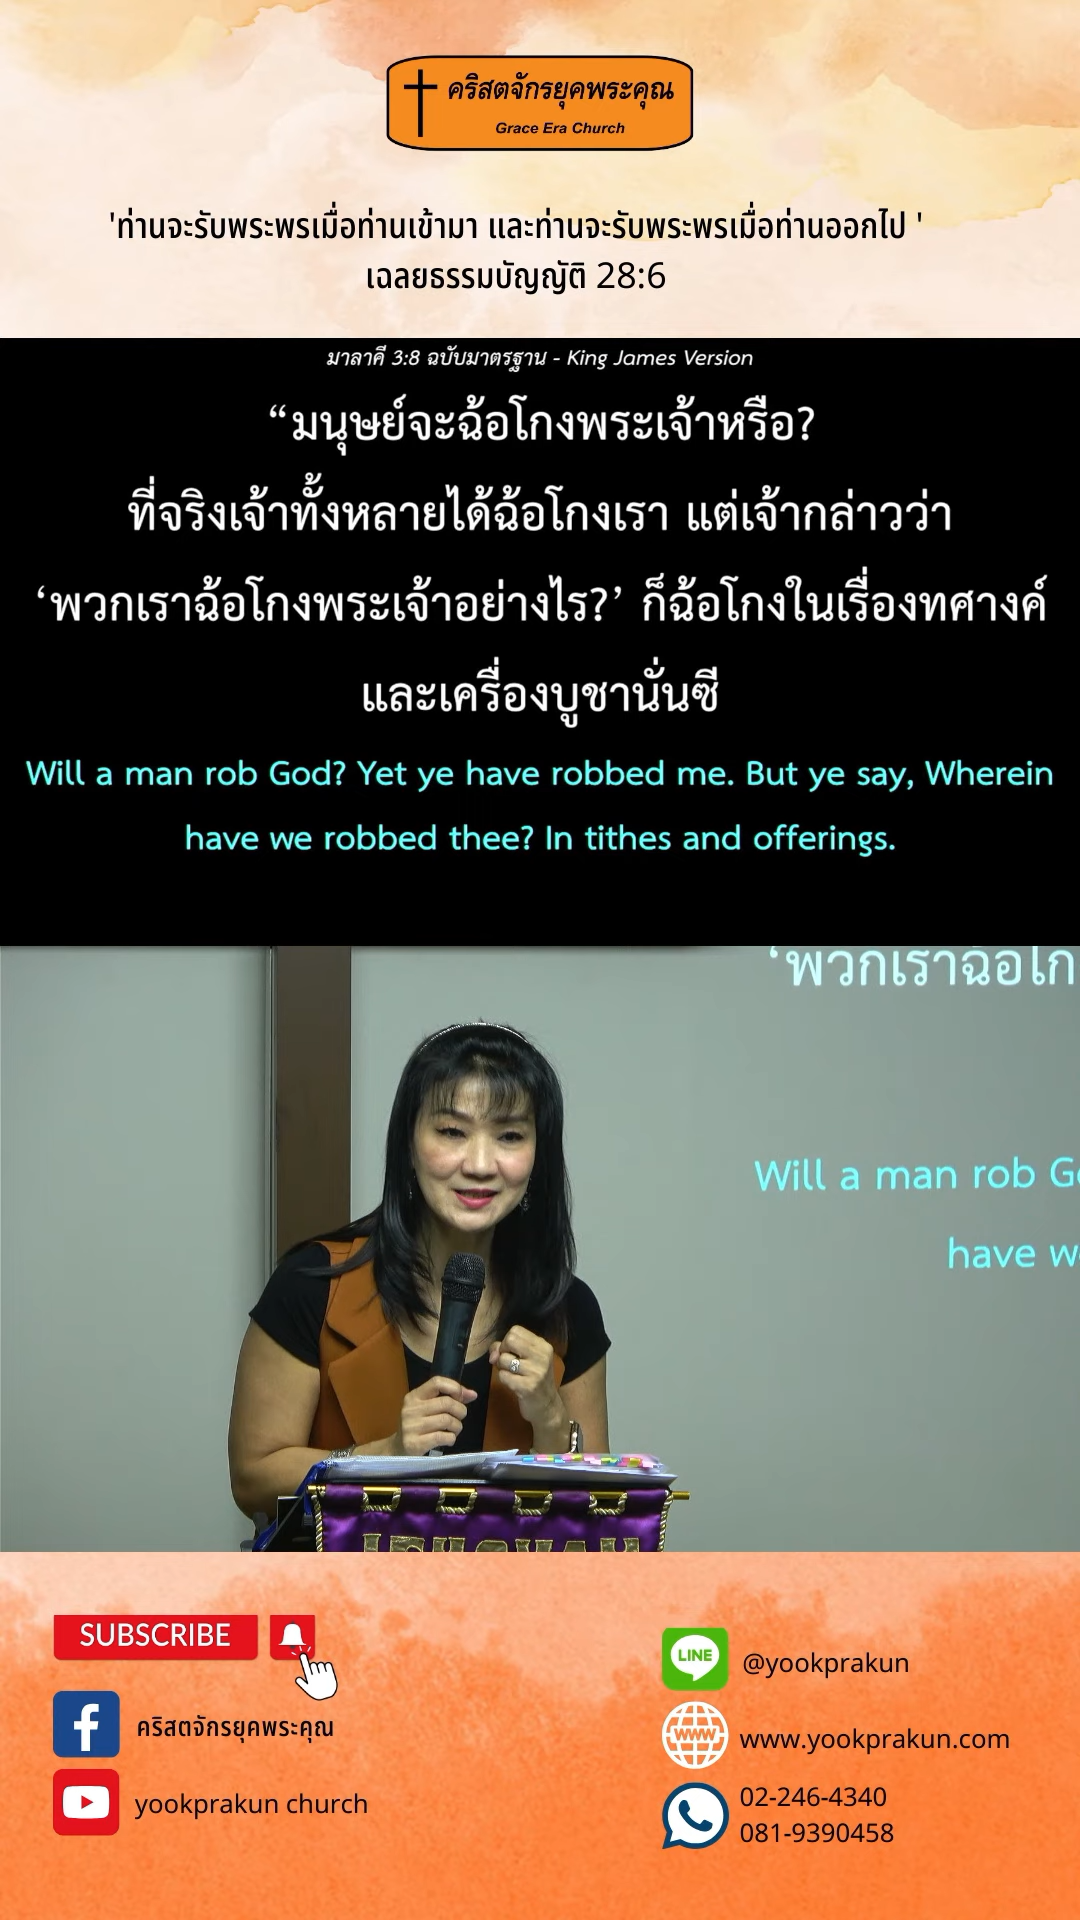 คริสตจักรยุคพระคุณ
Grace Era Church
'ท่านจะรับพระพรเมื่อท่านเข้ามา และท่านจะรับพระพรเมื่อท่านออกไป '
เฉลยธรรมบัญญัติ 28:6
มาลาคี 3:8 ฉบับมาตรฐาน - King James Version
“มนุษย์จะฉ้อโกงพระเจ้าหรือ?
ที่จริงเจ้าทั้งหลายได้ฉ้อโกงเรา แต่เจ้ากล่าวว่า
‘พวกเราฉ้อโกงพระเจ้าอย่างไร?’ ก็ฉ้อโกงในเรื่องทศางค์
และเครื่องบูชานั่นซี
Will a man rob God? Yet ye have robbed me. But ye say, Wherein
have we robbed thee? In tithes and offerings.
‘พวกเราฉ้อโก
Will a man rob G
have w
SUBSCRIBE
คริสตจักรยุคพระคุณ
yookprakun church
LINE
@yookprakun
WWW
www.yookprakun.com
02-246-4340
081-9390458